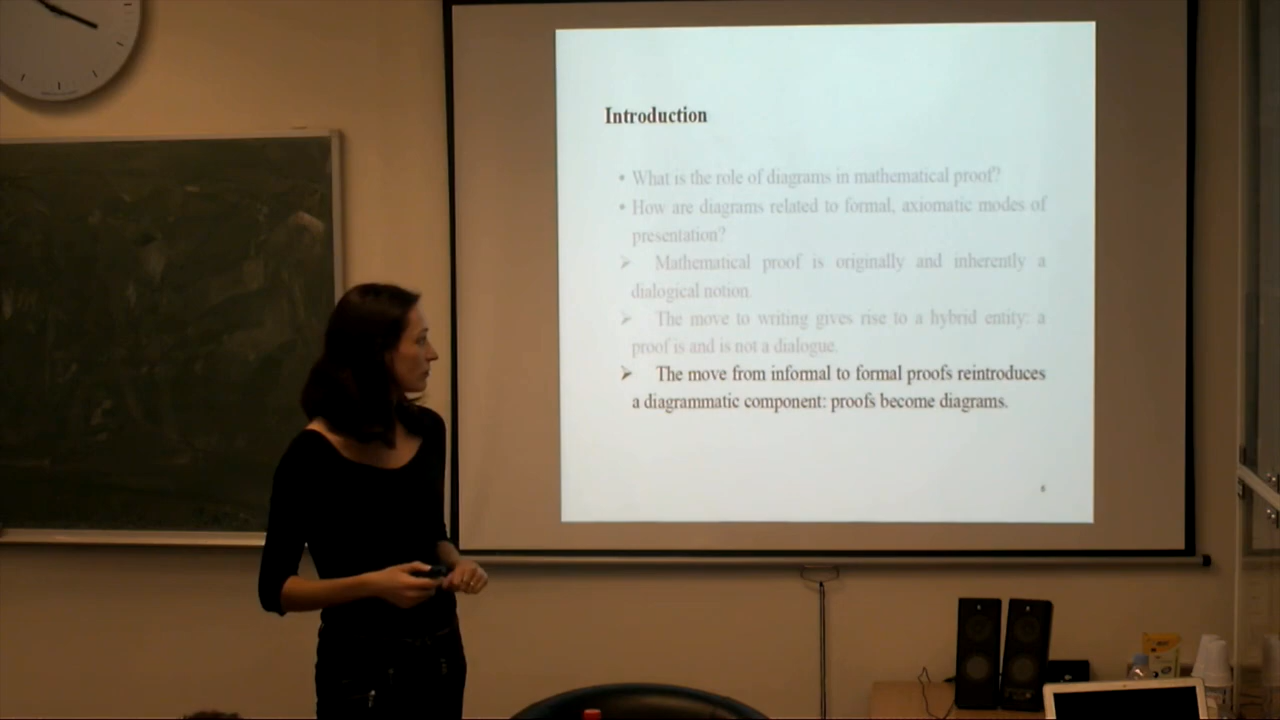 Introduction
• What is the role of diagrams in mathematical proof?
• How are diagrams related to formal, axiomatic modes of
presentation?
➢ Mathematical proof is originally and inherently a
dialogical notion.
➢ The move to writing gives rise to a hybrid entity: a
proof is and is not a dialogue.
➢ The move from informal to formal proofs reintroduces
a diagrammatic component: proofs become diagrams.
6